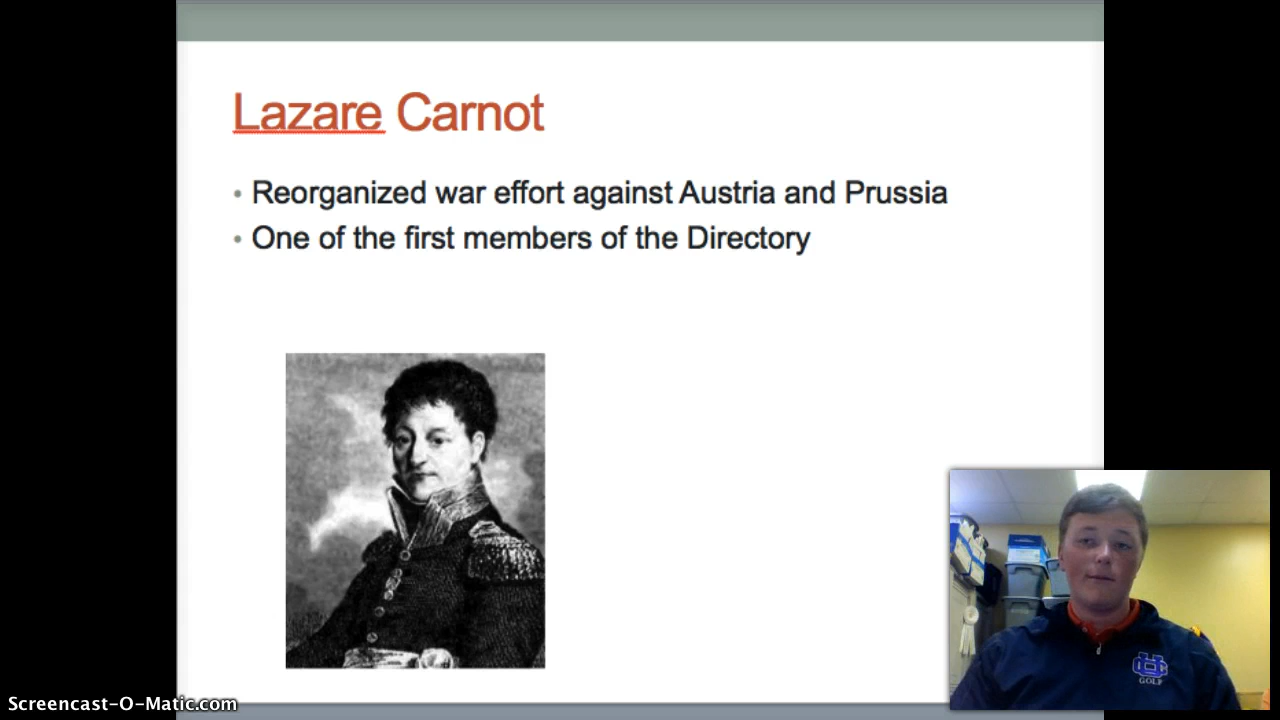 Lazare Carnot
• Reorganized war effort against Austria and Prussia
• One of the first members of the Directory
GOLF
Screencast-O-Matic.com